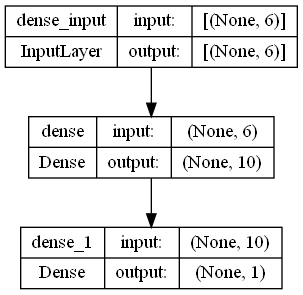 dense_input input: [(None, 6)]
InputLayer output: [(None, 6)]
dense input: (None, 6)
Dense output: (None, 10)
dense_1 input: (None, 10)
Dense output: (None, 1)